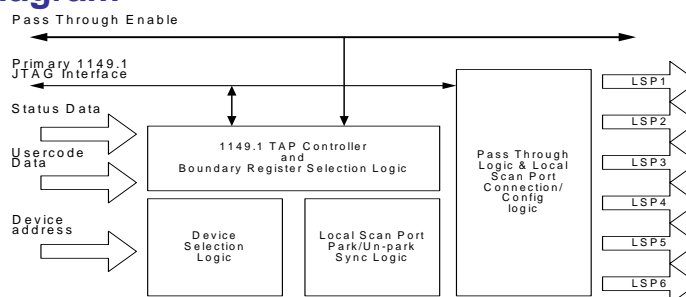 Pass Through Enable
Primary 1149.1
JTAG Interface
Status Data
Usercode
Data
Device
address
1149.1 TAP Controller
and
Boundary Register Selection Logic
Device
Selection
Logic
Local Scan Port
Park/Un-park
Sync Logic
Pass Through
Logic & Local
Scan Port
Connection/
Config
logic
LSP1
LSP2
LSP3
LSP4
LSP5
LSP6